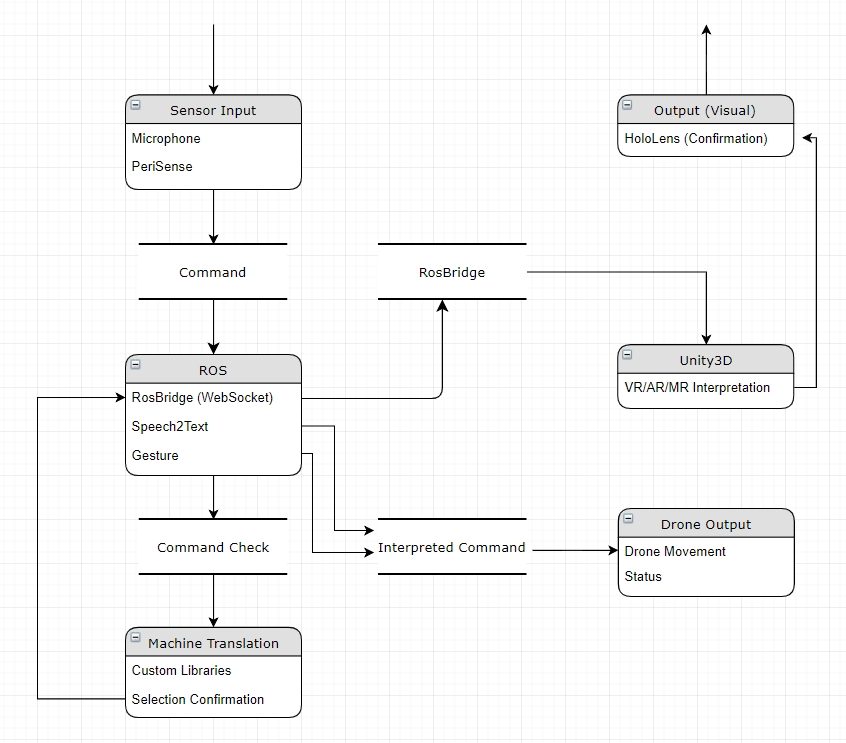 Sensor Input
Microphone
PeriSense
Output (Visual)
HoloLens (Confirmation)
Command
RosBridge
ROS
RosBridge (WebSocket)
Speech2Text
Gesture
Unity3D
VR/AR/MR Interpretation
Command Check
Interpreted Command
Drone Output
Drone Movement
Status
Machine Translation
Custom Libraries
Selection Confirmation